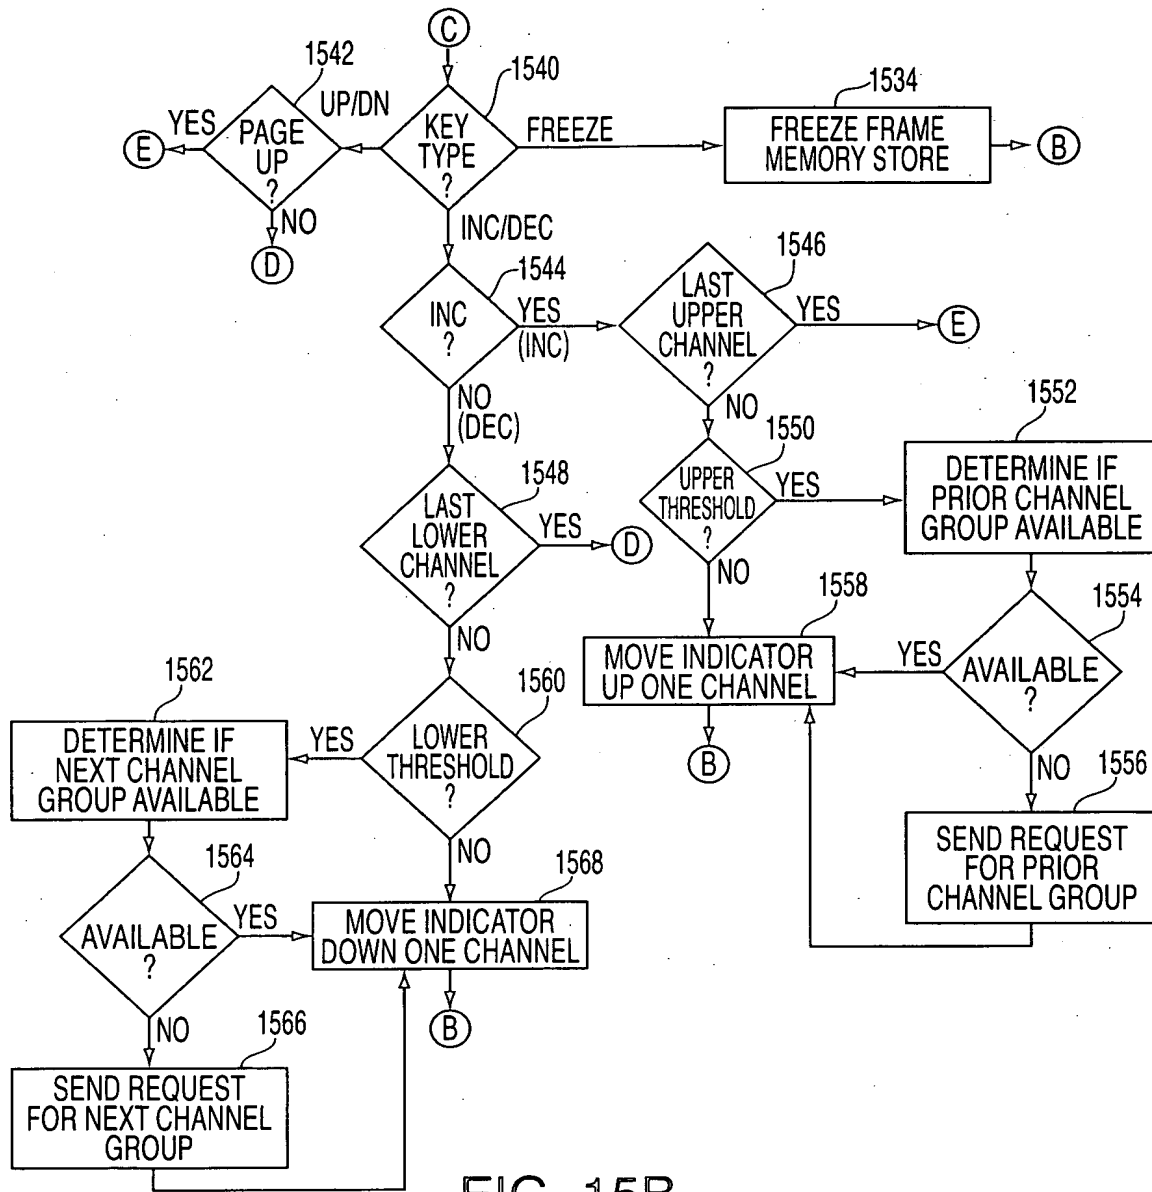 C
1542
1540
1534
YES
UP/DN
PAGE
UP
?
KEY
TYPE
?
FREEZE
FREEZE FRAME
MEMORY STORE
E
B
NO
D
INC/DEC
1544
1546
INC
?
YES
(INC)
LAST
UPPER
CHANNEL
?
YES
E
NO
(DEC)
NO
1550
1552
1548
UPPER
THRESHOLD
?
YES
DETERMINE IF
PRIOR CHANNEL
GROUP AVAILABLE
LAST
LOWER
CHANNEL
?
YES
D
NO
NO
1558
1554
MOVE INDICATOR
UP ONE CHANNEL
YES
AVAILABLE
?
1562
1560
DETERMINE IF
NEXT CHANNEL
GROUP AVAILABLE
YES
LOWER
THRESHOLD
?
B
NO
1556
SEND REQUEST
FOR PRIOR
CHANNEL GROUP
NO
1564
1568
AVAILABLE
?
YES
MOVE INDICATOR
DOWN ONE CHANNEL
NO
B
1566
SEND REQUEST
FOR NEXT CHANNEL
GROUP
FIG. 15B